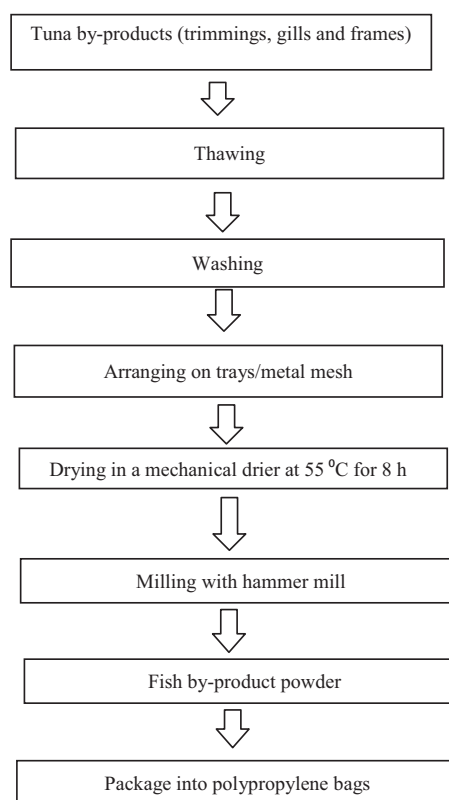 Tuna by-products (trimmings, gills and frames)
Thawing
Washing
Arranging on trays/metal mesh
Drying in a mechanical drier at 55 ⁰C for 8 h
Milling with hammer mill
Fish by-product powder
Package into polypropylene bags